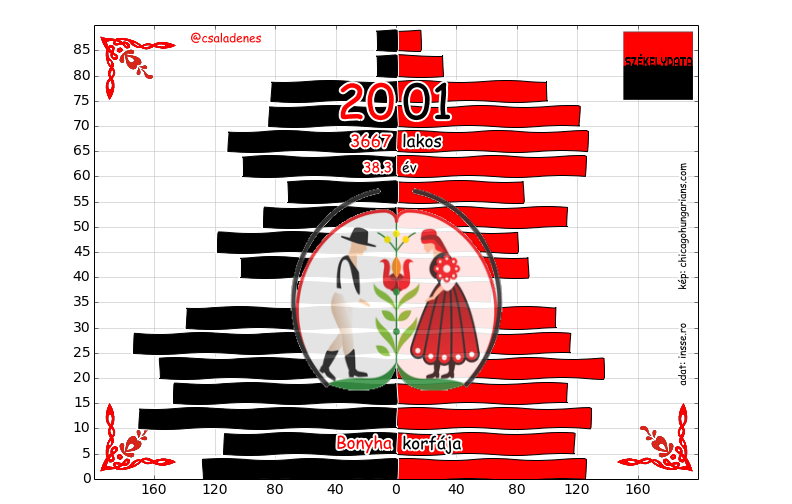 @csaladenes
SZÉKELYDATA
2001
3667 lakos
38.3 év
kép: chicagohungarians.com
adat: insse.ro
Bonyha korfája
85
80
75
70
65
60
55
50
45
40
35
30
25
20
15
10
5
0
160 120 80 40 0 40 80 120 160